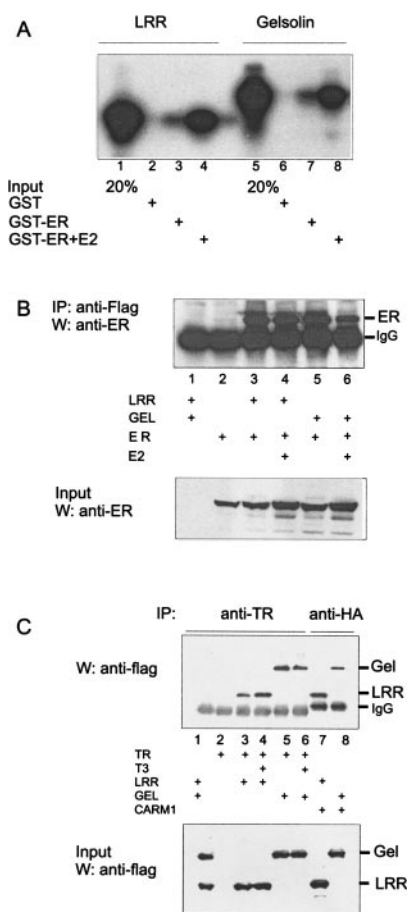 A
LRR Gelsolin
1 2 3 4 5 6 7 8
Input 20% 20%
GST + +
GST-ER + +
GST-ER+E2 + +
B
IP: anti-Flag
W: anti-ER
ER
IgG
1 2 3 4 5 6
LRR + + +
GEL + + +
E R + + + + +
E2 + +
Input
W: anti-ER
C
IP: anti-TR anti-HA
W: anti-flag
Gel
LRR
IgG
1 2 3 4 5 6 7 8
TR + + + + +
T3 + +
LRR + + + +
GEL + + + +
CARM1 + +
Input
W: anti-flag
Gel
LRR